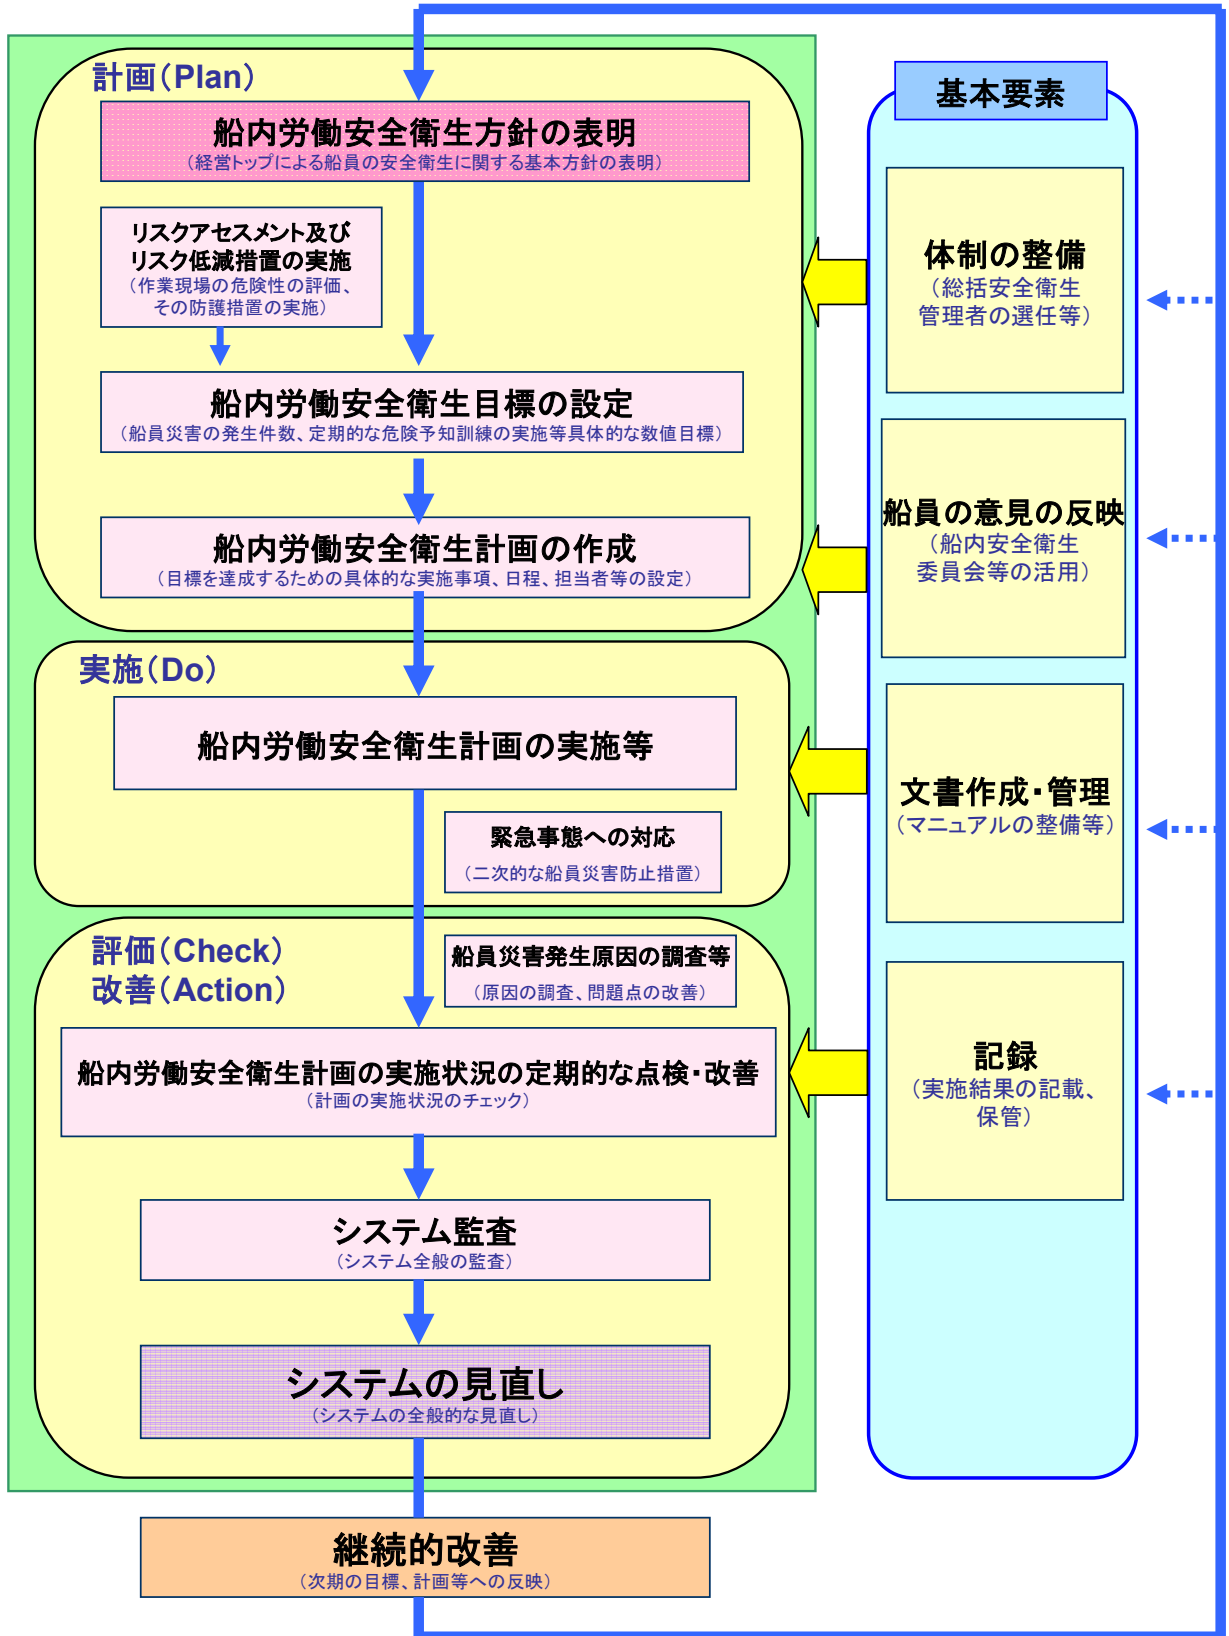 計画（Plan）
船内労働安全衛生方針の表明
（経営トップによる船員の安全衛生に関する基本方針の表明）
リスクアセスメント及び
リスク低減措置の実施
（作業現場の危険性の評価、
その防護措置の実施）
船内労働安全衛生目標の設定
（船員災害の発生件数、定期的な危険予知訓練の実施等具体的な数値目標）
船内労働安全衛生計画の作成
（目標を達成するための具体的な実施事項、日程、担当者等の設定）
実施（Do）
船内労働安全衛生計画の実施等
緊急事態への対応
（二次的な船員災害防止措置）
評価（Check）
改善（Action）
船員災害発生原因の調査等
（原因の調査、問題点の改善）
船内労働安全衛生計画の実施状況の定期的な点検・改善
（計画の実施状況のチェック）
システム監査
（システム全般の監査）
システムの見直し
（システムの全般的な見直し）
継続的改善
（次期の目標、計画等への反映）
基本要素
体制の整備
（総括安全衛生
管理者の選任等）
船員の意見の反映
（船内安全衛生
委員会等の活用）
文書作成・管理
（マニュアルの整備等）
記録
（実施結果の記載、
保管）